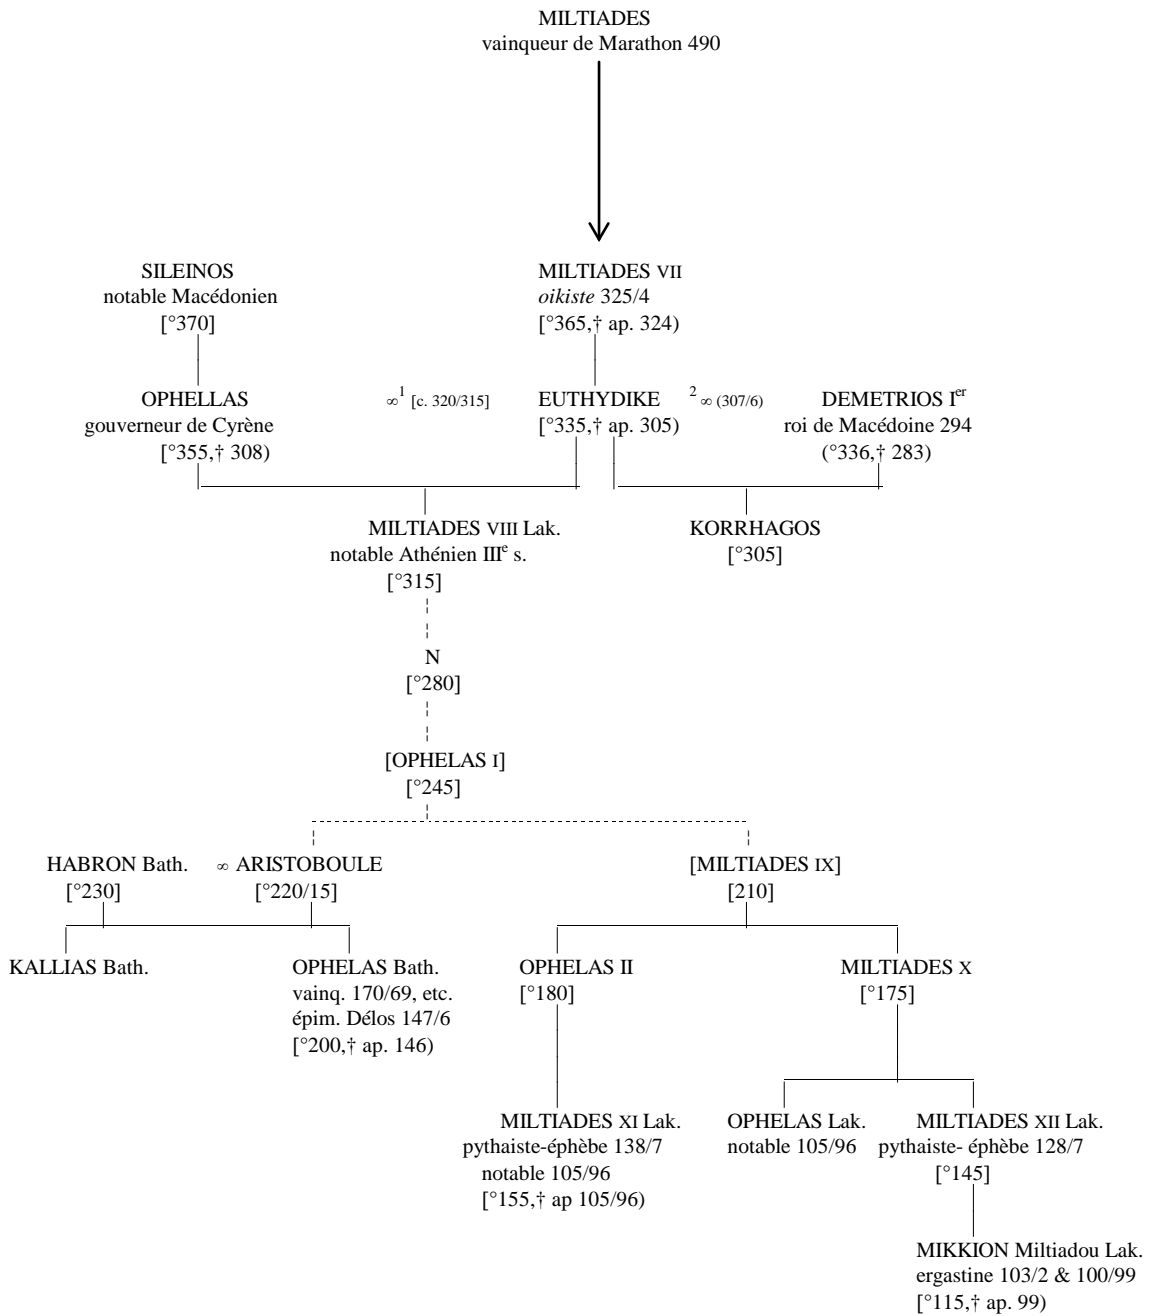 MILTIADES
vainqueur de Marathon 490
SILEINOS
notable Macédonien
[°370]
MILTIADES VII
oikiste 325/4
[°365,† ap. 324)
OPHELLAS
gouverneur de Cyrène
[°355,† 308)
∞1 [c. 320/315]
EUTHYDIKE
[°335,† ap. 305)
2 ∞ (307/6)
DEMETRIOS Ier
roi de Macédoine 294
(°336,† 283)
MILTIADES VIII Lak.
notable Athénien IIIe s.
[°315]
KORRHAGOS
[°305]
N
[°280]
[OPHELAS I]
[°245]
HABRON Bath.
[°230]
∞ ARISTOBOULE
[°220/15]
[MILTIADES IX]
[210]
KALLIAS Bath.
OPHELAS Bath.
vainq. 170/69, etc.
épim. Délos 147/6
[°200,† ap. 146)
OPHELAS II
[°180]
MILTIADES X
[°175]
MILTIADES XI Lak.
pythaiste-éphèbe 138/7
notable 105/96
[°155,† ap 105/96)
OPHELAS Lak.
notable 105/96
MILTIADES XII Lak.
pythaiste- éphèbe 128/7
[°145]
MIKKION Miltiadou Lak.
ergastine 103/2 & 100/99
[°115,† ap. 99)